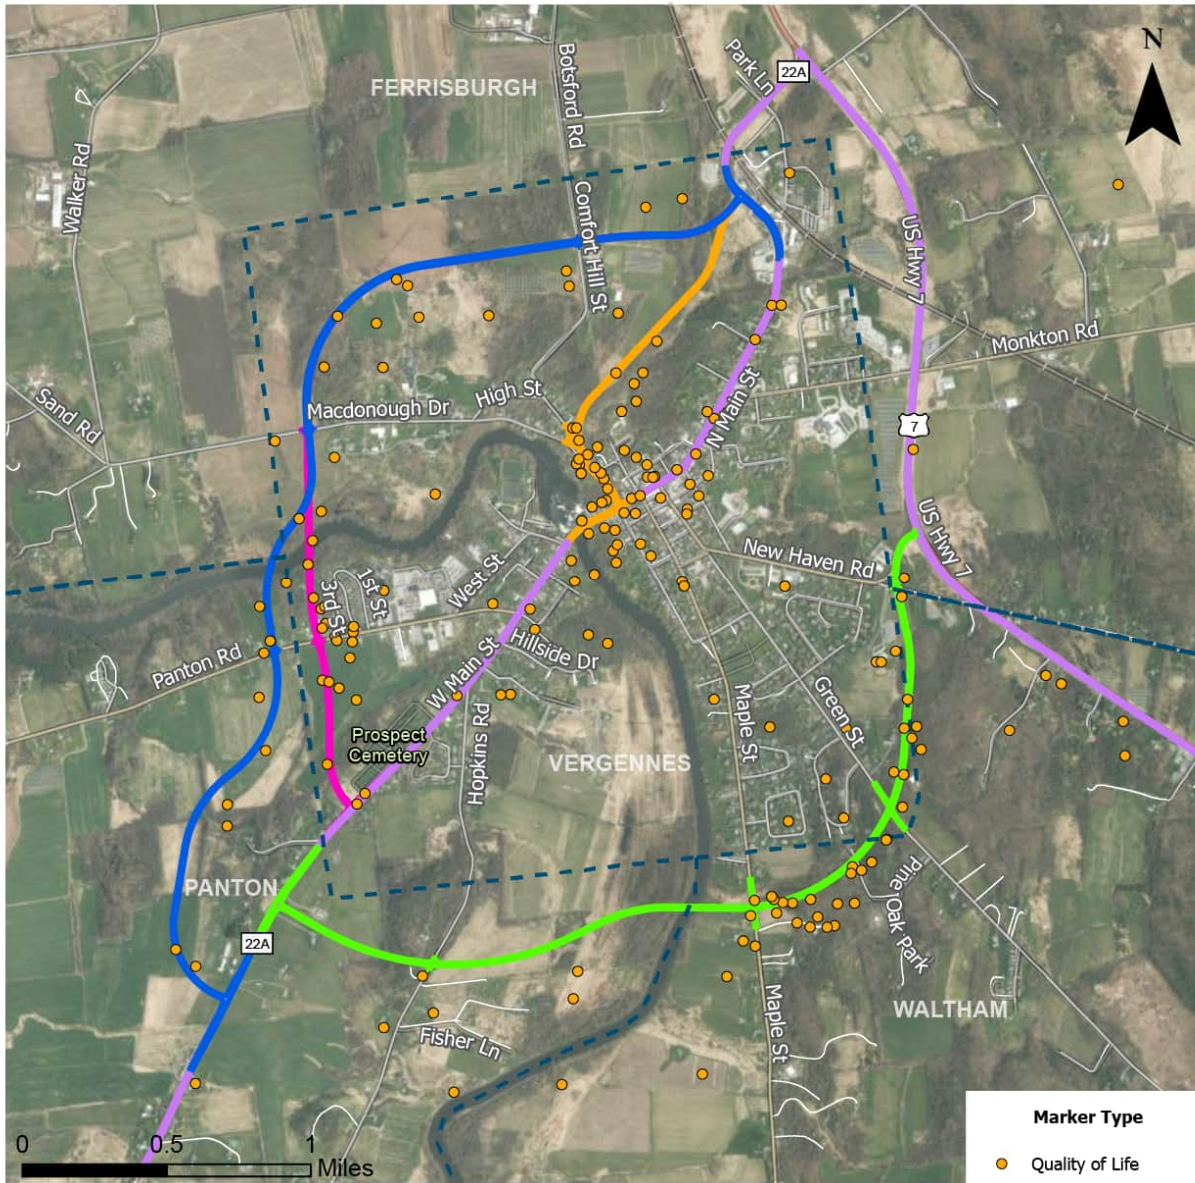 N
Park Ln
22A
FERRISBURGH
Botsford Rd
Walker Rd
Comfort Hill St
US Hwy 7
Monkton Rd
Sand Rd
Macdonough Dr
High St
N Main St
7
US Hwy 7
New Haven Rd
West St
1st St
3rd St
Panton Rd
Hillside Dr
W Main St
Prospect
Cemetery
Hopkins Rd
Maple St
Green St
VERGENNES
PANTON
22A
Pine Oak Park
WALTHAM
Maple St
Fisher Ln
Marker Type
Quality of Life
0 0.5 1
Miles